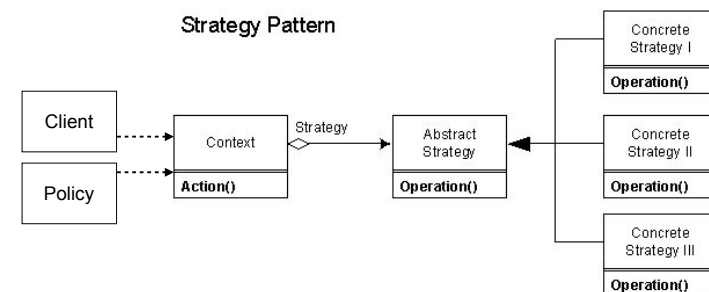 Strategy Pattern
Client
Policy
Context
Action()
Strategy
Abstract
Strategy
Operation()
Concrete
Strategy I
Operation()
Concrete
Strategy II
Operation()
Concrete
Strategy III
Operation()